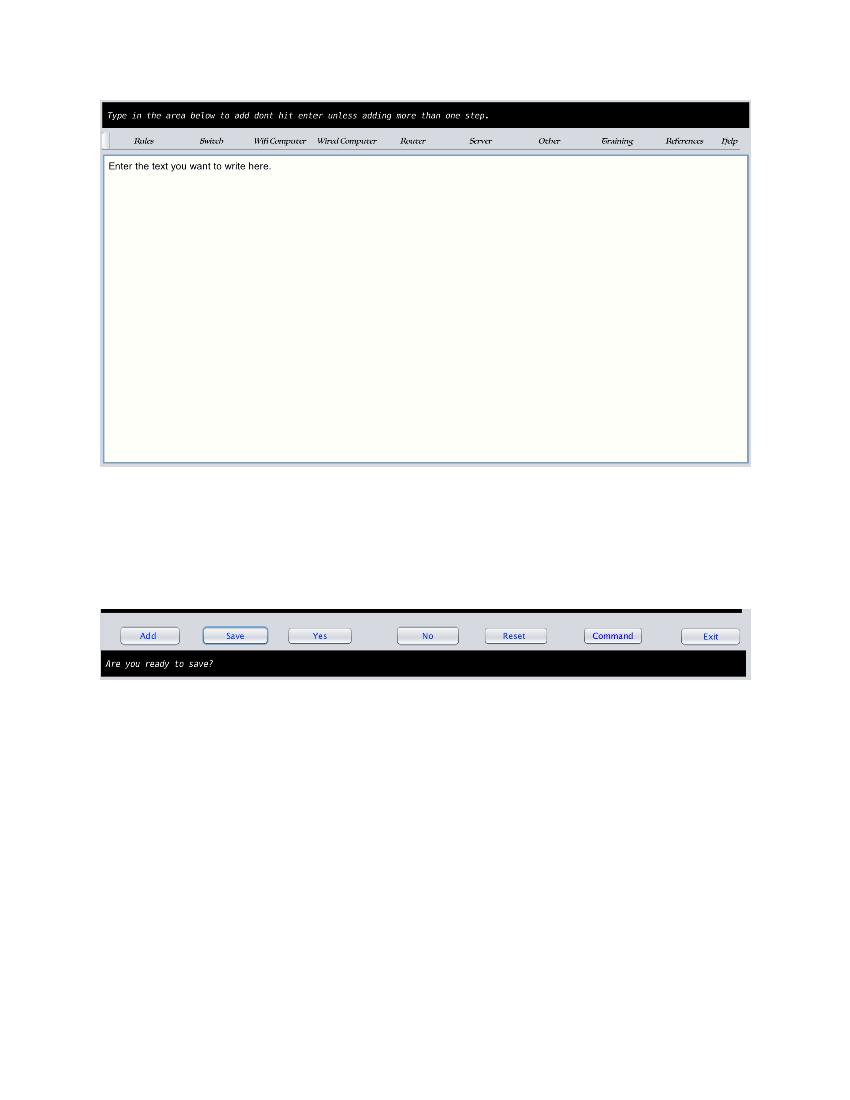 Type in the area below to add dont hit enter unless adding more than one step.
Rules Switch Wifi Computer Wired Computer Router Server Other Training References Help
Enter the text you want to write here.
Add Save Yes No Reset Command Exit
Are you ready to save?